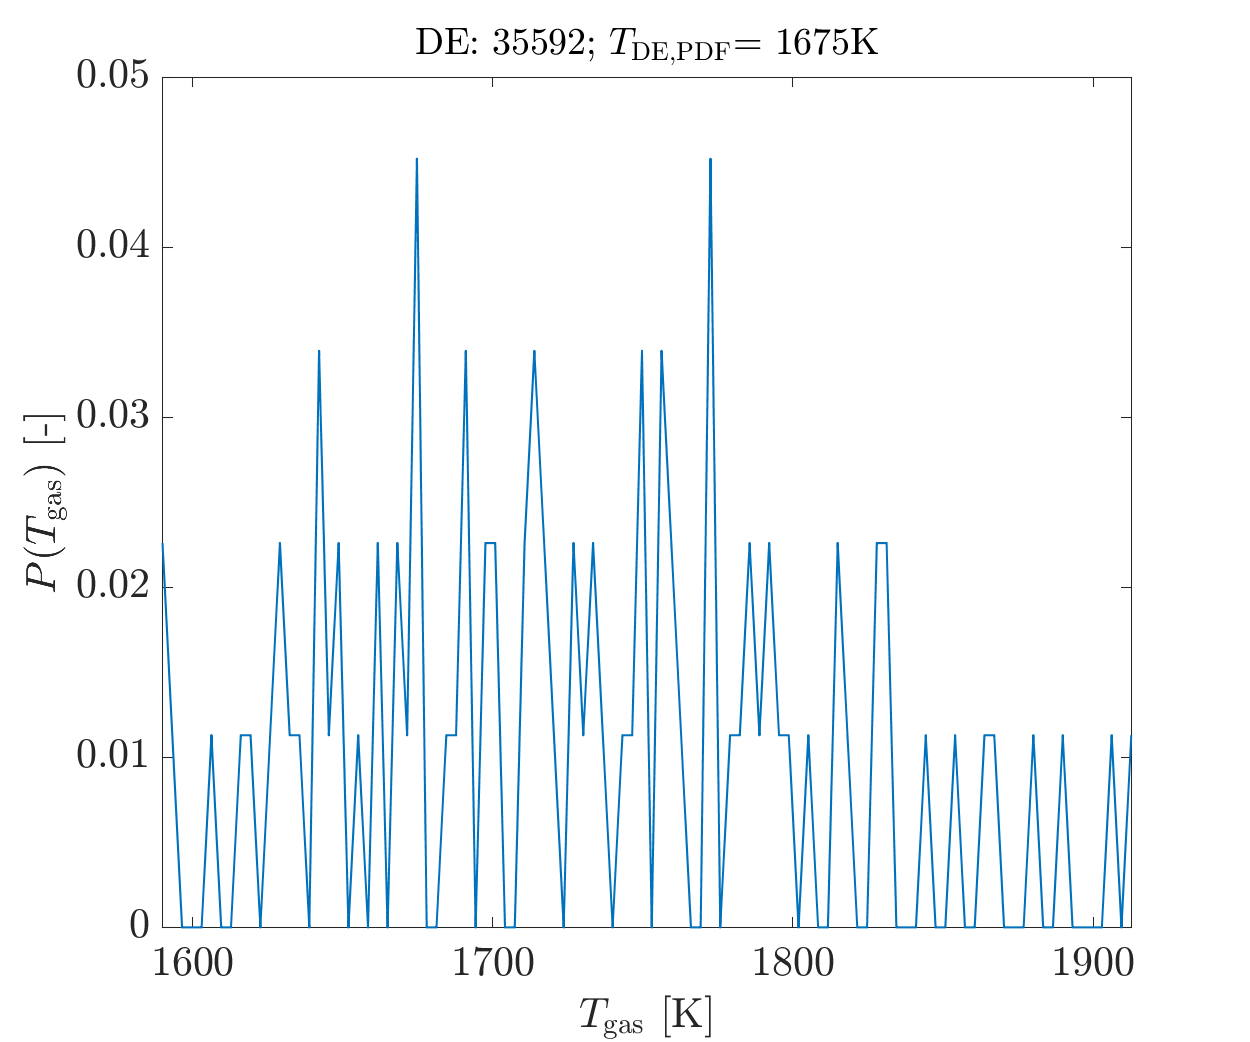 DE: 35592; T_DE,PDF= 1675K
0.05
0.04
0.03
0.02
0.01
0
P(T_gas) [-]
1600 1700 1800 1900
T_gas [K]